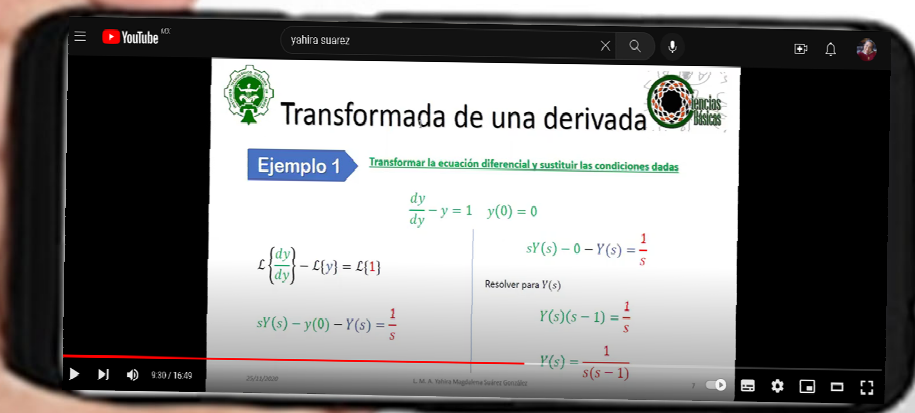 YouTube MX
yahira suarez
Ciencias
Básicas
Transformada de una derivada
Ejemplo 1
Transformar la ecuación diferencial y sustituir las condiciones dadas
dy/dy − y = 1   y(0) = 0
ℒ{dy/dy} − ℒ{y} = ℒ{1}
sY(s) − y(0) − Y(s) = 1/s
sY(s) − 0 − Y(s) = 1/s
Resolver para Y(s)
Y(s)(s − 1) = 1/s
Y(s) = 1/s(s − 1)
25/11/2020
L. M. A. Yahira Magdalena Suárez González
7
9:30 / 16:49